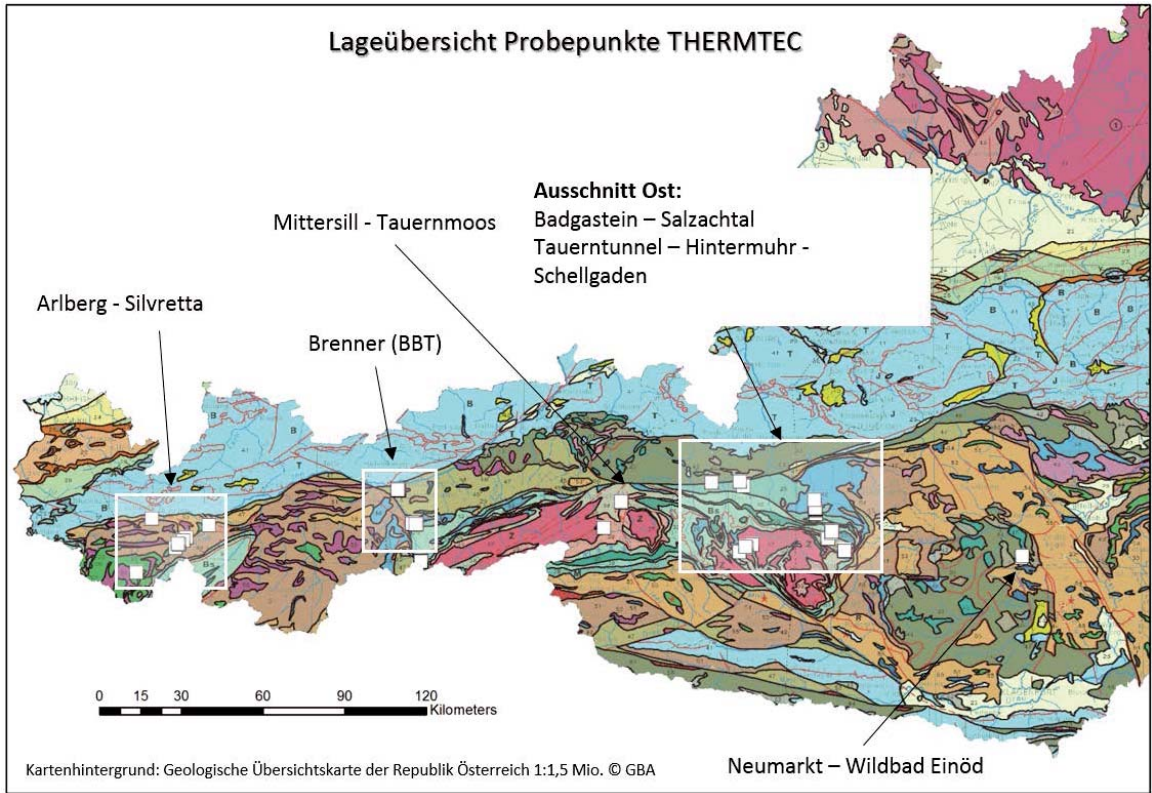 Lageübersicht Probepunkte THERMTEC
Ausschnitt Ost:
Badgastein – Salzachtal
Tauerntunnel – Hintermuhr -
Schellgaden
Mittersill - Tauernmoos
Arlberg - Silvretta
Brenner (BBT)
0 15 30 60 90 120
Kilometers
Kartenhintergrund: Geologische Übersichtskarte der Republik Österreich 1:1,5 Mio. © GBA
Neumarkt – Wildbad Einöd